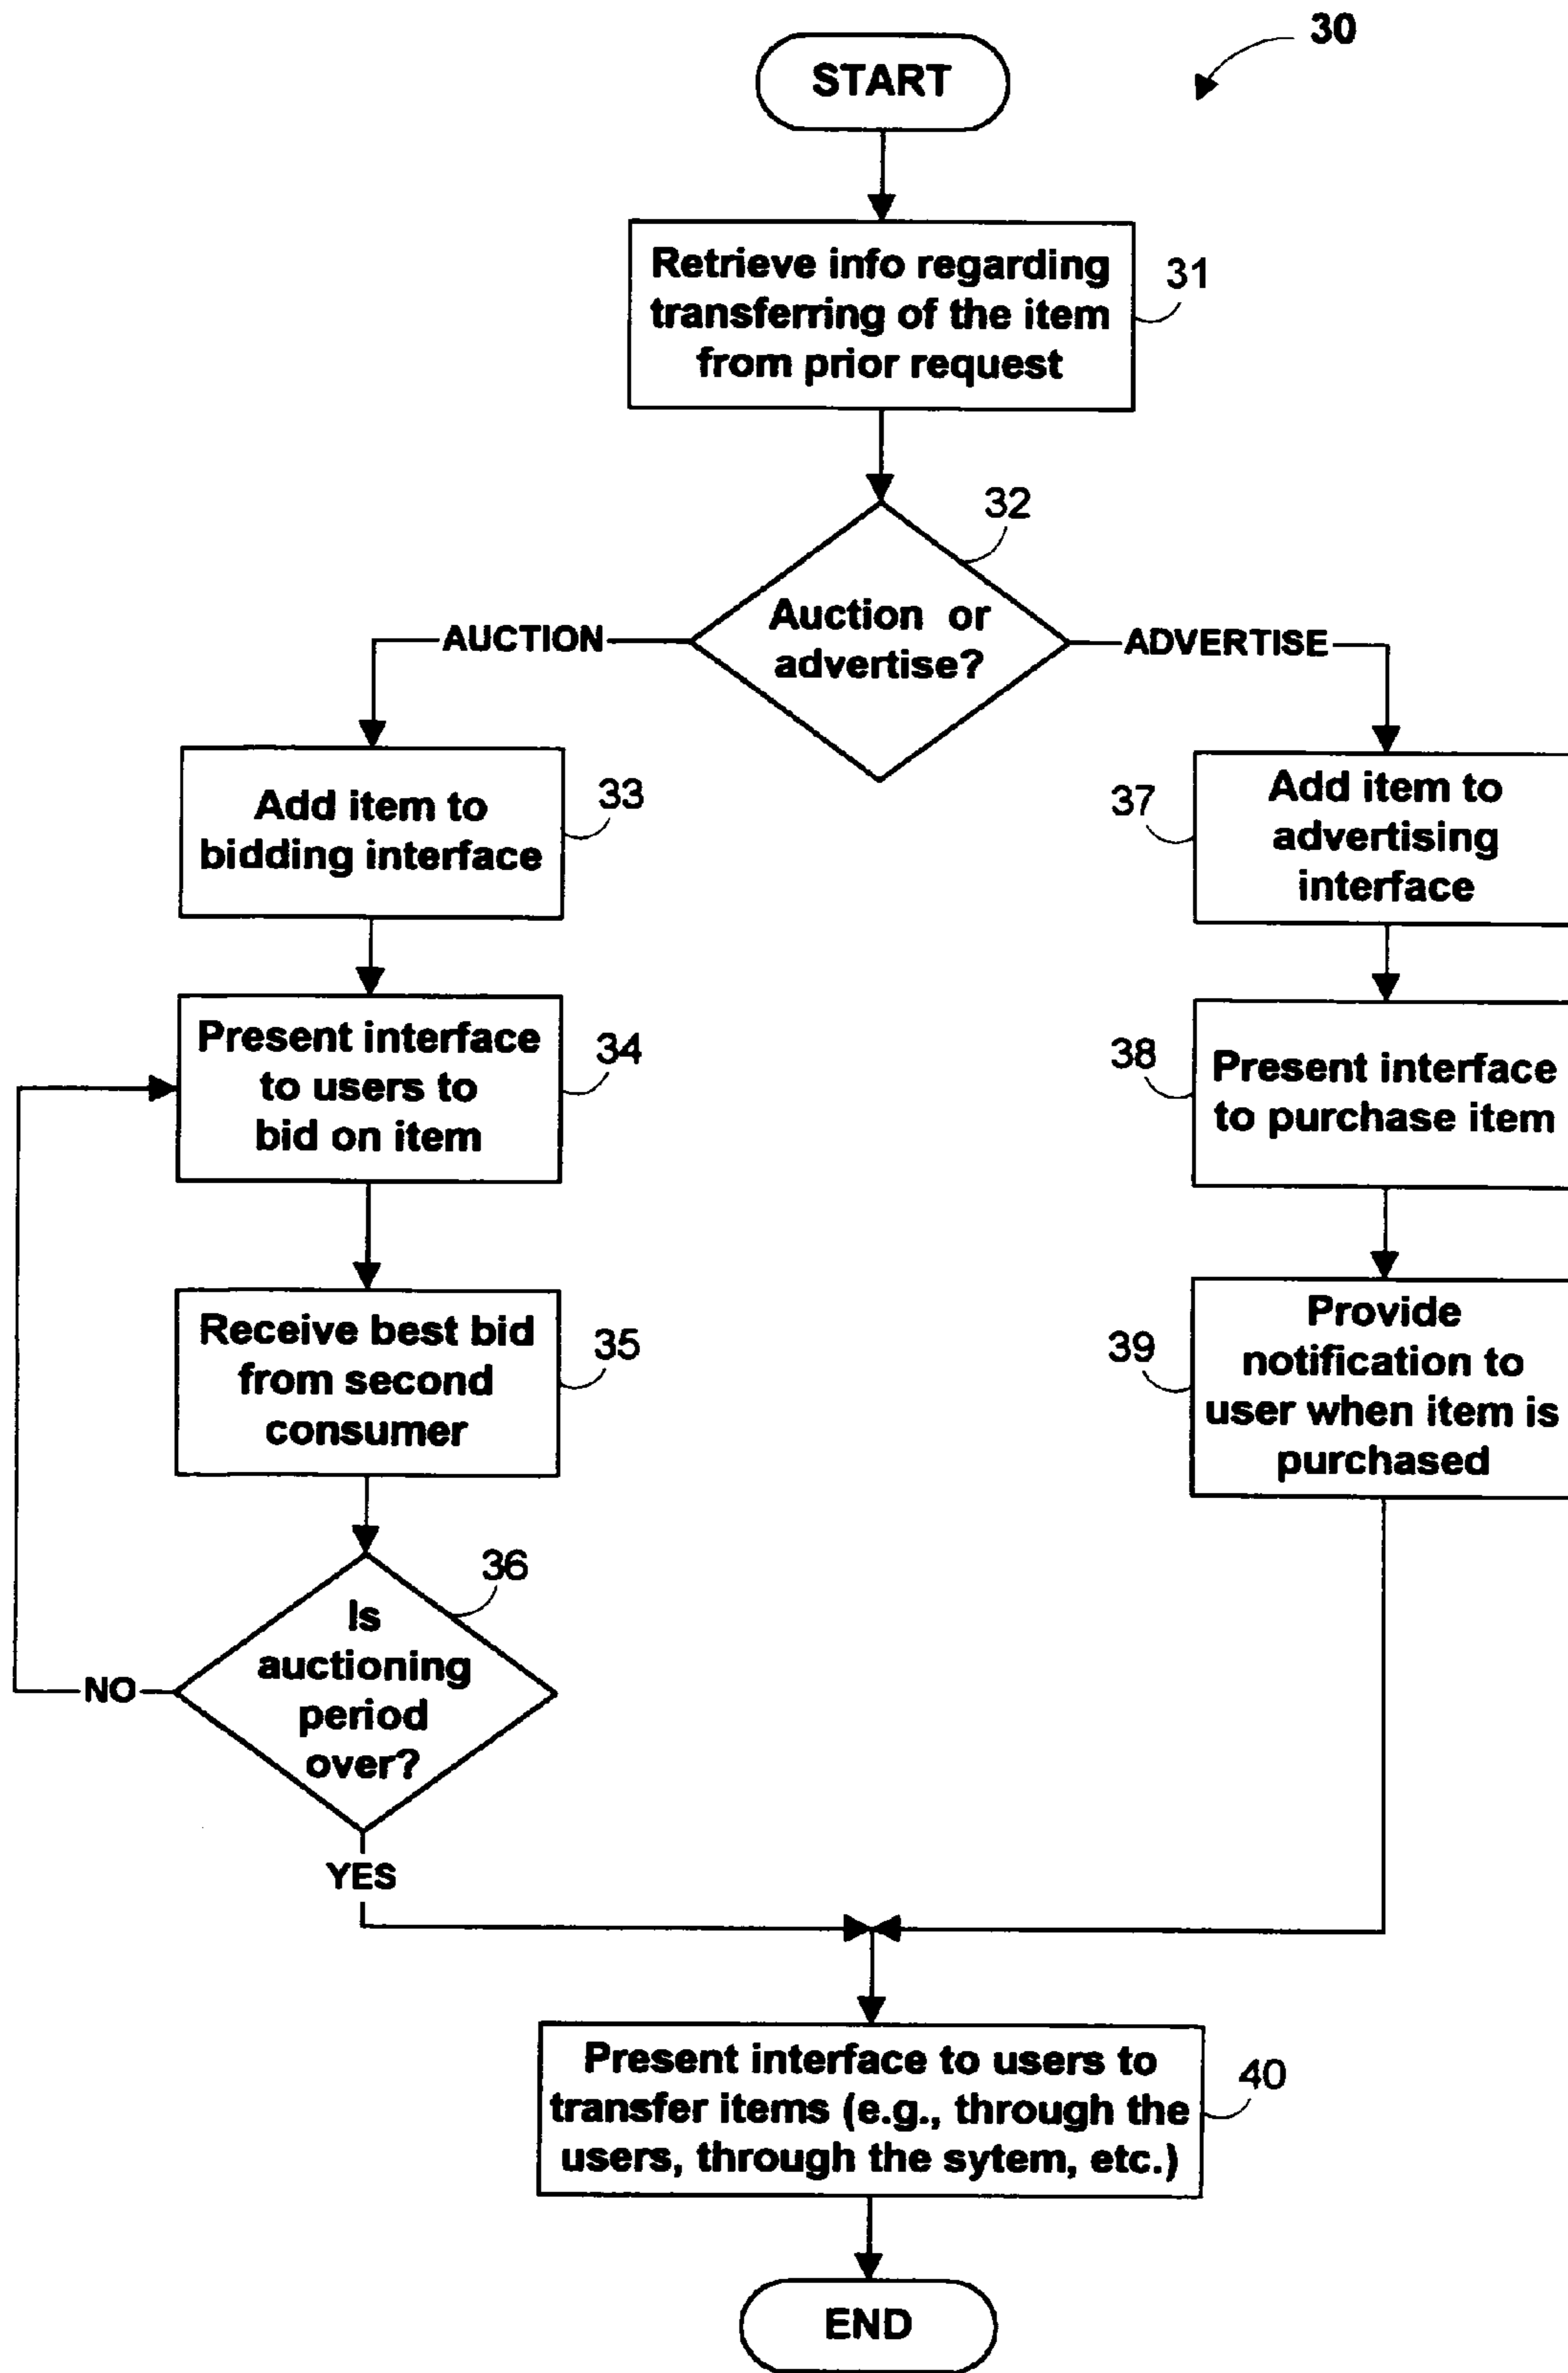 30
START
Retrieve info regarding
transferring of the item
from prior request
31
32
Auction or
advertise?
AUCTION
ADVERTISE
Add item to
bidding interface
33
37
Add item to
advertising
interface
Present interface
to users to
bid on item
34
38
Present interface
to purchase item
Receive best bid
from second
consumer
35
39
Provide
notification to
user when item is
purchased
36
Is
auctioning
period
over?
NO
YES
Present interface to users to
transfer items (e.g., through the
users, through the sytem, etc.)
40
END